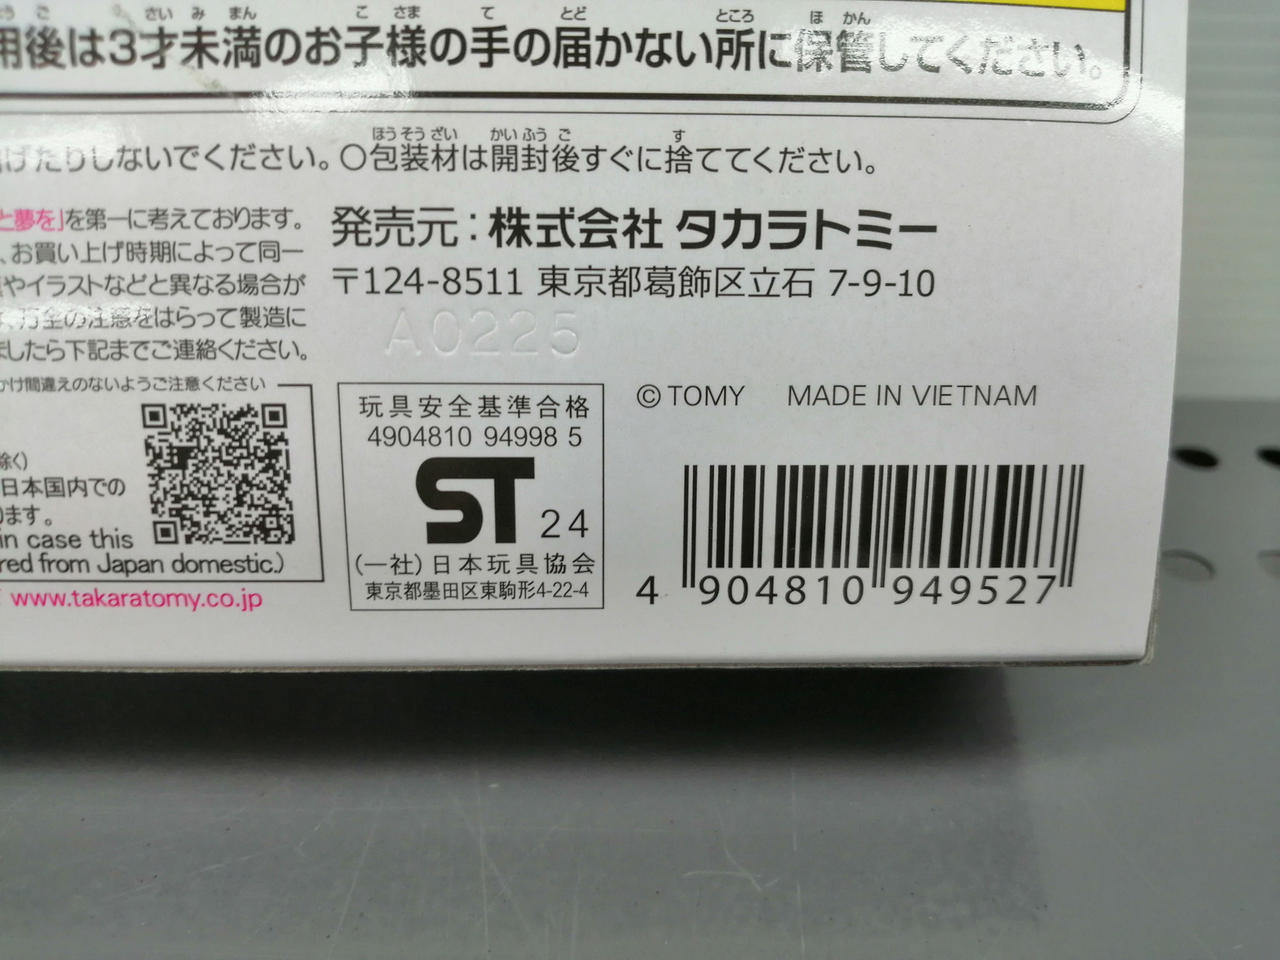 用後は3才未満のお子様の手の届かない所に保管してください。
げたりしないでください。○包装材は開封後すぐに捨ててください。
と夢を」を第一に考えております。
、お買い上げ時期によって同一
やイラストなどと異なる場合が
、万全の注意をはらって製造に
ましたら下記までご連絡ください。
かけ間違えのないようご注意ください
除く)
日本国内での
ます。
in case this
red from Japan domestic.)
www.takaratomy.co.jp
発売元:株式会社 タカラトミー
〒124-8511 東京都葛飾区立石 7-9-10
A0225
玩具安全基準合格
4904810 94998 5
ST 24
(一社)日本玩具協会
東京都墨田区東駒形4-22-4
© TOMY MADE IN VIETNAM
4 904810 949527